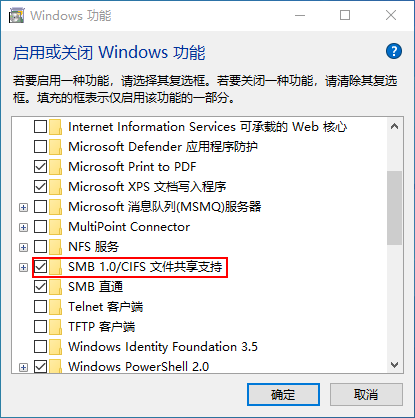 Windows 功能
启用或关闭 Windows 功能
若要启用一种功能，请选择其复选框。若要关闭一种功能，请清除其复选
框。填充的框表示仅启用该功能的一部分。
Internet Information Services 可承载的 Web 核心
Microsoft Defender 应用程序防护
Microsoft Print to PDF
Microsoft XPS 文档写入程序
Microsoft 消息队列(MSMQ)服务器
MultiPoint Connector
NFS 服务
SMB 1.0/CIFS 文件共享支持
SMB 直通
Telnet 客户端
TFTP 客户端
Windows Identity Foundation 3.5
Windows PowerShell 2.0
确定
取消